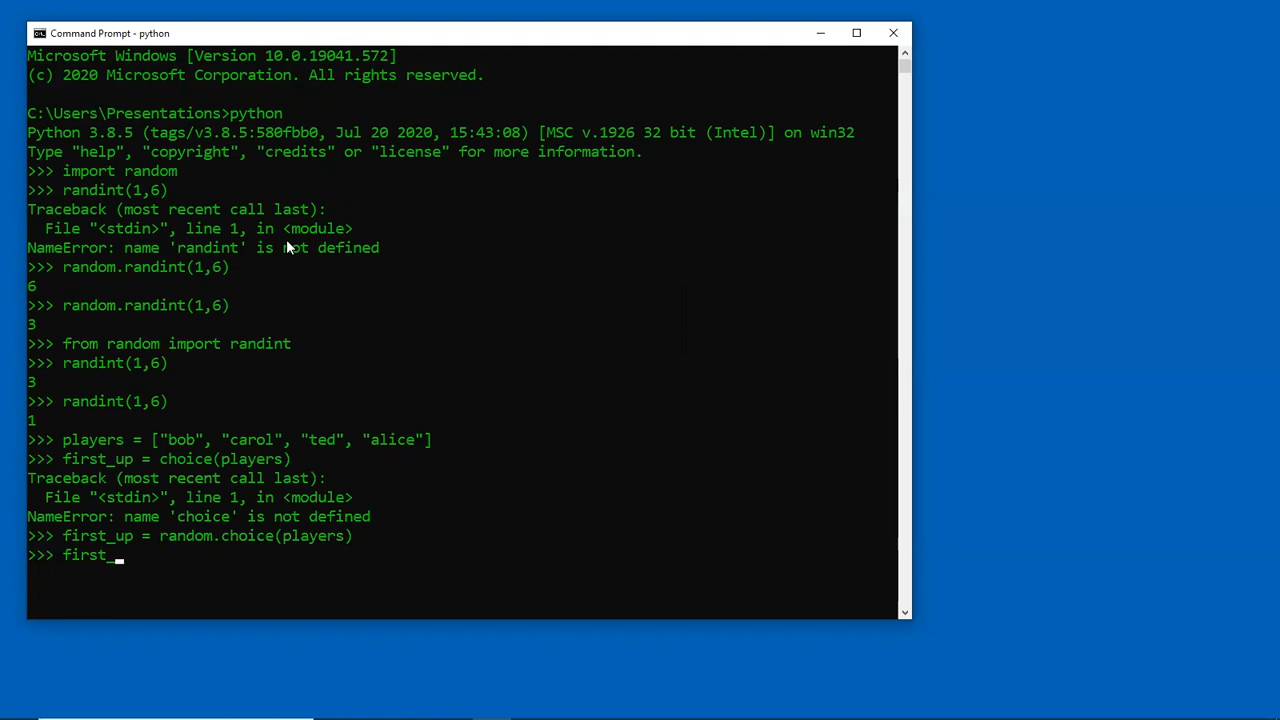 Command Prompt - python
Microsoft Windows [Version 10.0.19041.572]
(c) 2020 Microsoft Corporation. All rights reserved.
C:\Users\Presentations>python
Python 3.8.5 (tags/v3.8.5:580fbb0, Jul 20 2020, 15:43:08) [MSC v.1926 32 bit (Intel)] on win32
Type "help", "copyright", "credits" or "license" for more information.
>>> import random
>>> randint(1,6)
Traceback (most recent call last):
  File "<stdin>", line 1, in <module>
NameError: name 'randint' is not defined
>>> random.randint(1,6)
6
>>> random.randint(1,6)
3
>>> from random import randint
>>> randint(1,6)
3
>>> randint(1,6)
1
>>> players = ["bob", "carol", "ted", "alice"]
>>> first_up = choice(players)
Traceback (most recent call last):
  File "<stdin>", line 1, in <module>
NameError: name 'choice' is not defined
>>> first_up = random.choice(players)
>>> first_